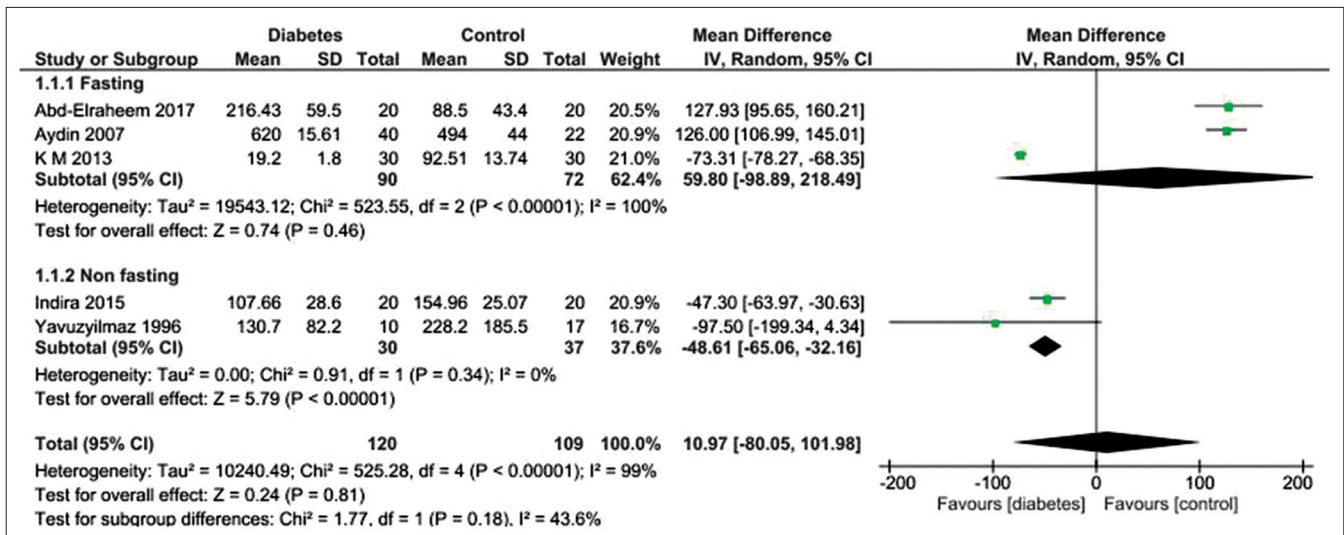 Diabetes Control Mean Difference Mean Difference
Study or Subgroup Mean SD Total Mean SD Total Weight IV, Random, 95% CI IV, Random, 95% CI
1.1.1 Fasting
Abd-Elraheem 2017 216.43 59.5 20 88.5 43.4 20 20.5% 127.93 [95.65, 160.21]
Aydin 2007 620 15.61 40 494 44 22 20.9% 126.00 [106.99, 145.01]
K M 2013 19.2 1.8 30 92.51 13.74 30 21.0% -73.31 [-78.27, -68.35]
Subtotal (95% CI) 90 72 62.4% 59.80 [-98.89, 218.49]
Heterogeneity: Tau² = 19543.12; Chi² = 523.55, df = 2 (P < 0.00001); I² = 100%
Test for overall effect: Z = 0.74 (P = 0.46)
1.1.2 Non fasting
Indira 2015 107.66 28.6 20 154.96 25.07 20 20.9% -47.30 [-63.97, -30.63]
Yavuzyilmaz 1996 130.7 82.2 10 228.2 185.5 17 16.7% -97.50 [-199.34, 4.34]
Subtotal (95% CI) 30 37 37.6% -48.61 [-65.06, -32.16]
Heterogeneity: Tau² = 0.00; Chi² = 0.91, df = 1 (P = 0.34); I² = 0%
Test for overall effect: Z = 5.79 (P < 0.00001)
Total (95% CI) 120 109 100.0% 10.97 [-80.05, 101.98]
Heterogeneity: Tau² = 10240.49; Chi² = 525.28, df = 4 (P < 0.00001); I² = 99%
Test for overall effect: Z = 0.24 (P = 0.81)
Test for subgroup differences: Chi² = 1.77, df = 1 (P = 0.18), I² = 43.6%
-200 -100 0 100 200
Favours [diabetes] Favours [control]